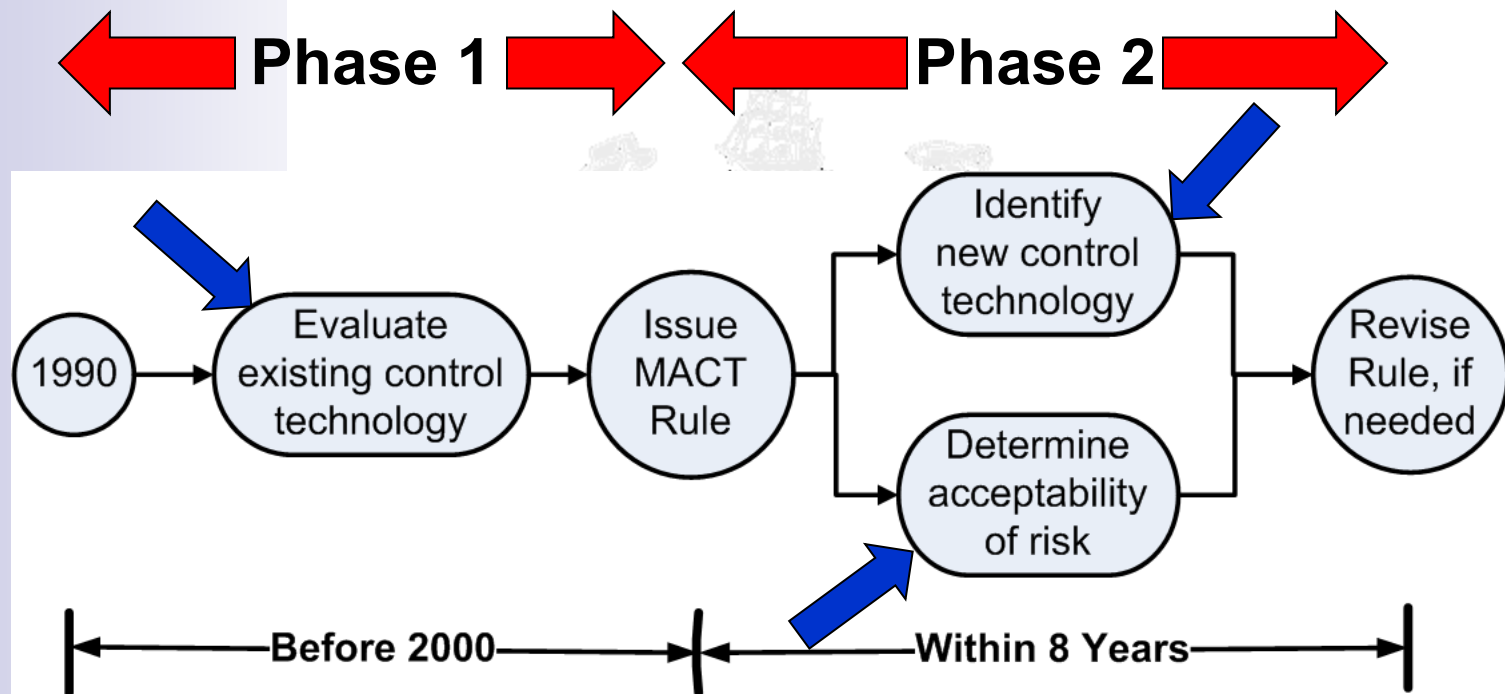 Phase 1
Phase 2
1990
Evaluate
existing control
technology
Issue
MACT
Rule
Identify
new control
technology
Determine
acceptability
of risk
Revise
Rule, if
needed
Before 2000
Within 8 Years